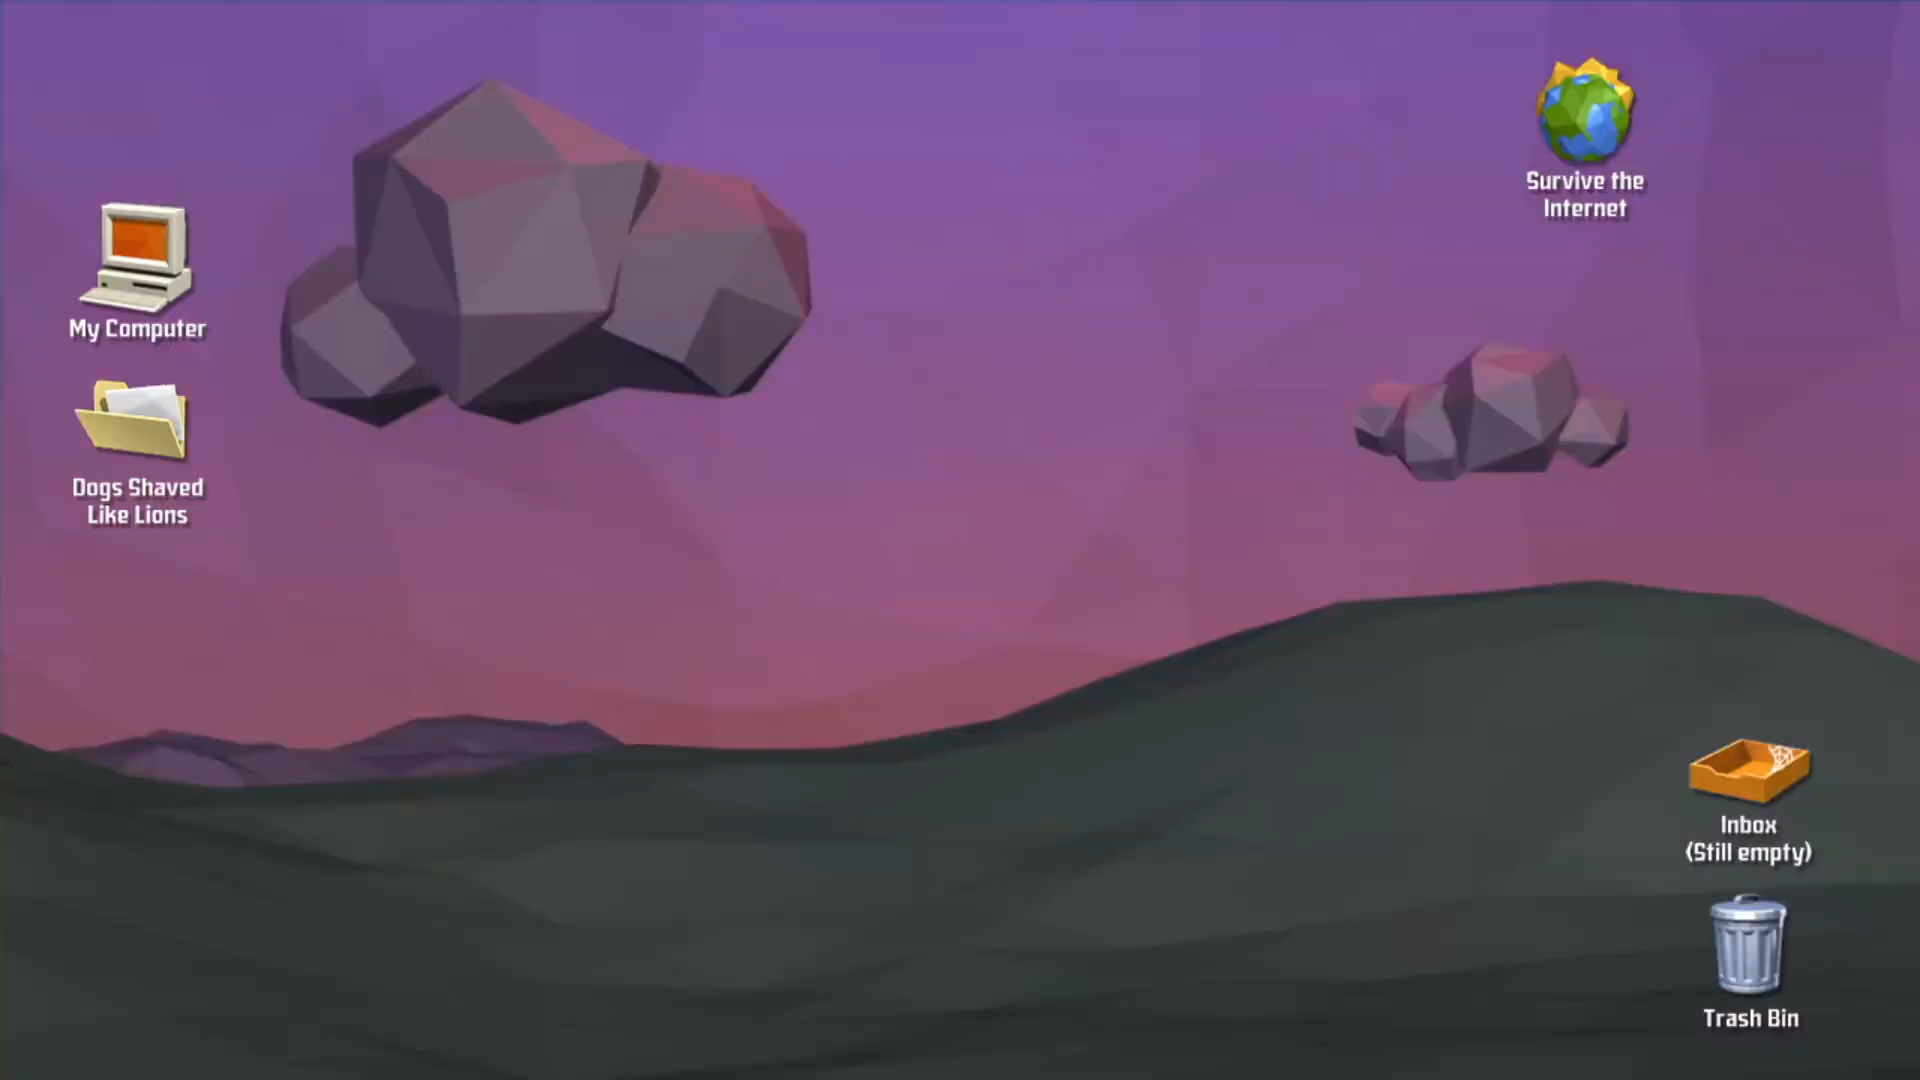 Survive the
Internet
My Computer
Dogs Shaved
Like Lions
Inbox
(Still empty)
Trash Bin